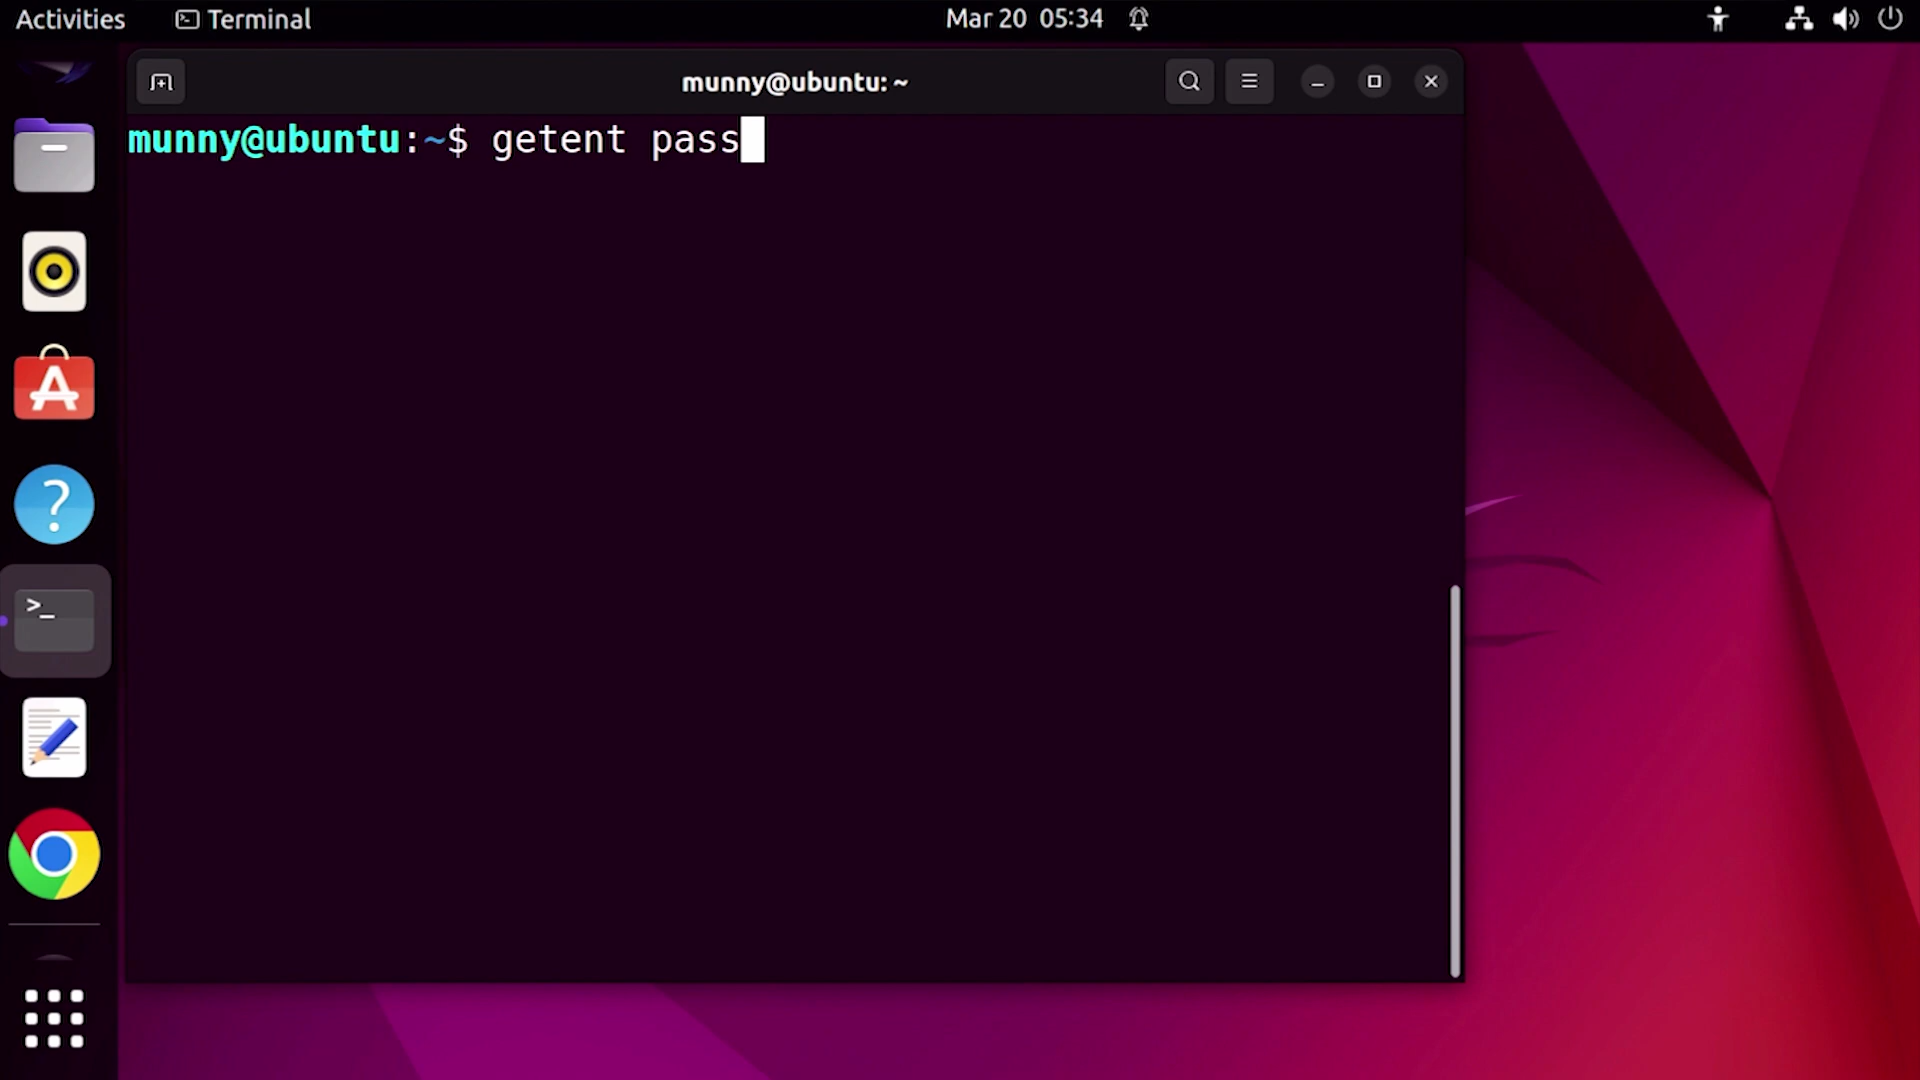 Activities Terminal Mar 20 05:34
munny@ubuntu: ~
munny@ubuntu:~$ getent pass